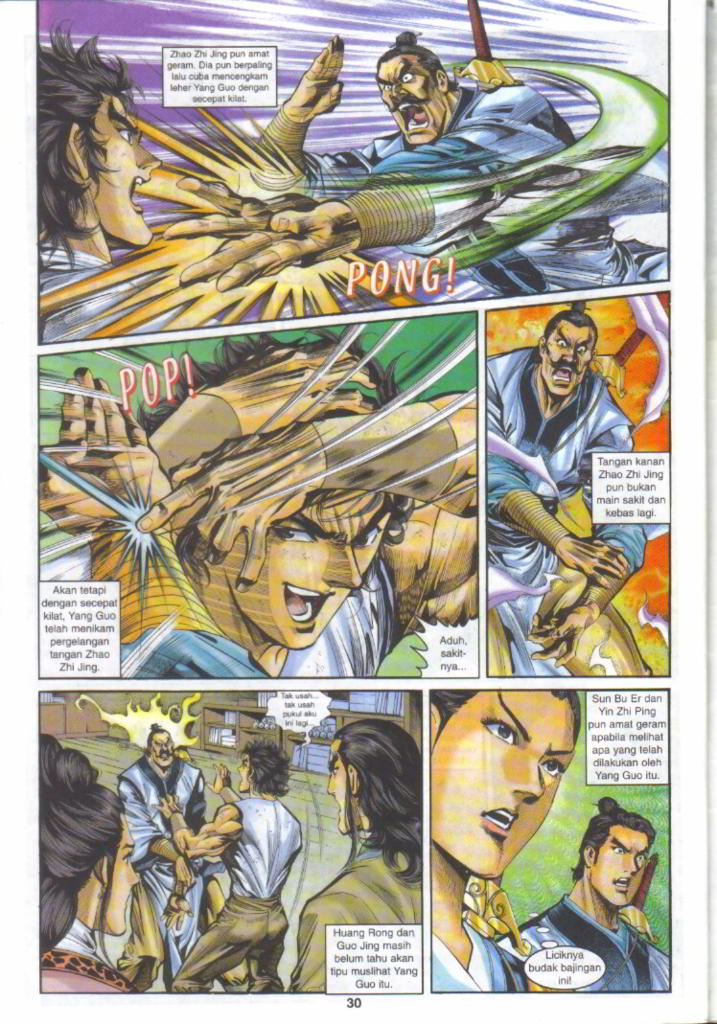 Zhao Zhi Jing pun amat
geram. Dia pun berpaling
lalu cuba mencengkam
leher Yang Guo dengan
secepat kilat.
PONG!
POP!
Akan tetapi
dengan secepat
kilat, Yang Guo
telah menikam
pergelangan
tangan Zhao
Zhi Jing.
Aduh,
sakit-
nya...
Tangan kanan
Zhao Zhi Jing
pun bukan
main sakit dan
kebas lagi.
Tak usah...
tak usah
pukul aku
ini lagi...
Huang Rong dan
Guo Jing masih
belum tahu akan
tipu muslihat Yang
Guo itu.
Sun Bu Er dan
Yin Zhi Ping
pun amat geram
apabila melihat
apa yang telah
dilakukan oleh
Yang Guo itu.
Liciknya
budak bajingan
ini!
30